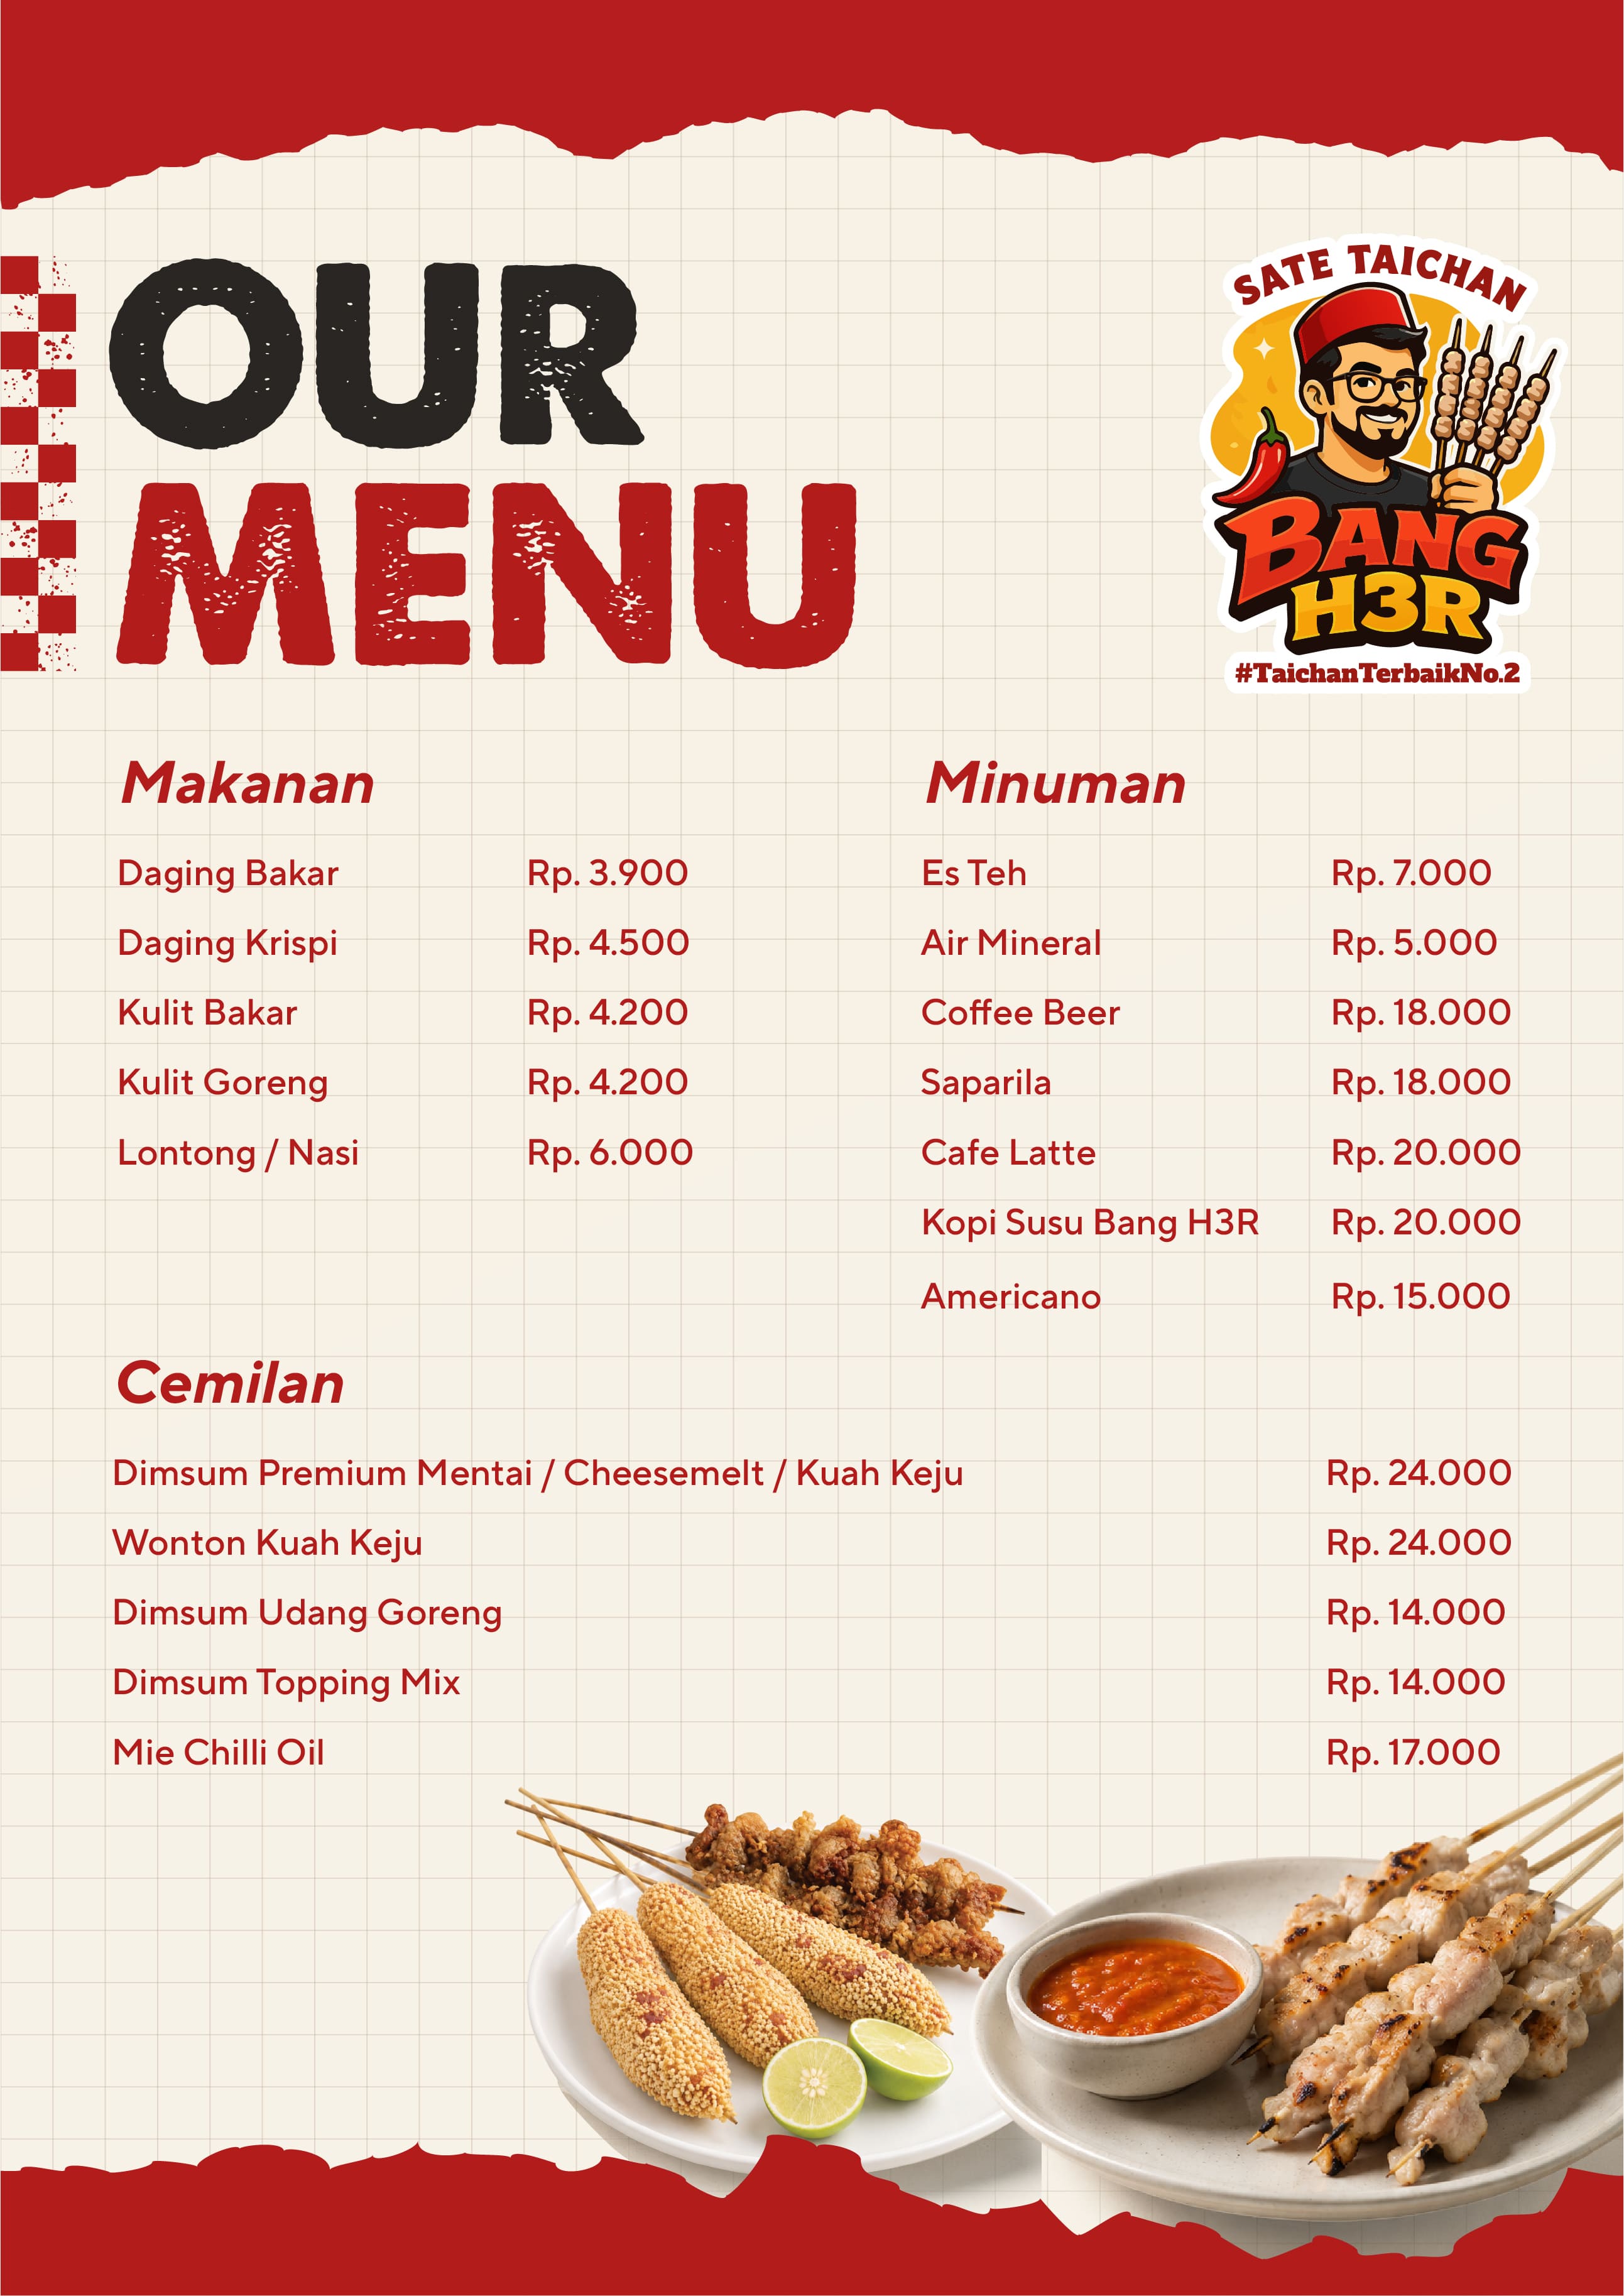 OUR
MENU
SATE TAICHAN
BANG
H3R
#TaichanTerbaikNo.2
Makanan
Daging Bakar Rp. 3.900
Daging Krispi Rp. 4.500
Kulit Bakar Rp. 4.200
Kulit Goreng Rp. 4.200
Lontong / Nasi Rp. 6.000
Minuman
Es Teh Rp. 7.000
Air Mineral Rp. 5.000
Coffee Beer Rp. 18.000
Saparila Rp. 18.000
Cafe Latte Rp. 20.000
Kopi Susu Bang H3R Rp. 20.000
Americano Rp. 15.000
Cemilan
Dimsum Premium Mentai / Cheesemelt / Kuah Keju Rp. 24.000
Wonton Kuah Keju Rp. 24.000
Dimsum Udang Goreng Rp. 14.000
Dimsum Topping Mix Rp. 14.000
Mie Chilli Oil Rp. 17.000